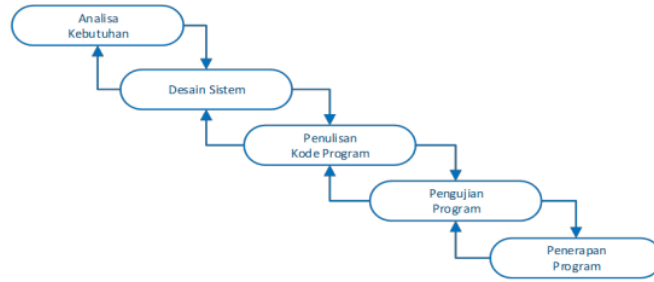 Analisa
Kebutuhan
Desain Sistem
Penulisan
Kode Program
Pengujian
Program
Penerapan
Program